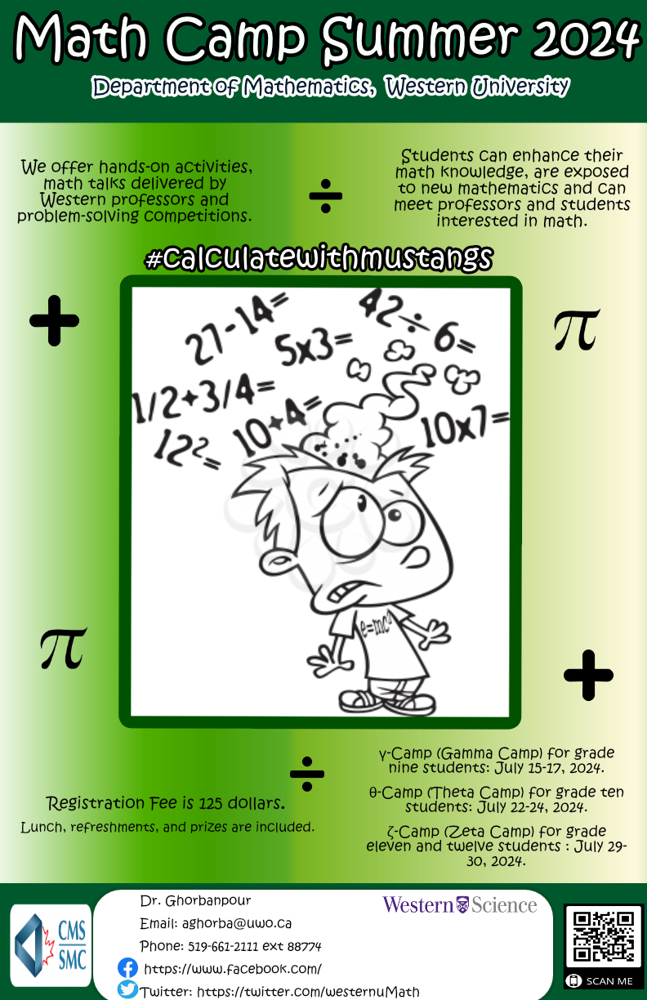 Math Camp Summer 2024
Department of Mathematics, Western University
We offer hands-on activities,
math talks delivered by
Western professors and
problem-solving competitions.
Students can enhance their
math knowledge, are exposed
to new mathematics and can
meet professors and students
interested in math.
÷
#calculatewithmustangs
+
π
27-14=
42÷6=
5x3=
1/2+3/4=
12²=
10+4=
10x7=
e=mc²
π
+
÷
γ-Camp (Gamma Camp) for grade
nine students: July 15-17, 2024.
θ-Camp (Theta Camp) for grade ten
students: July 22-24, 2024.
ζ-Camp (Zeta Camp) for grade
eleven and twelve students : July 29-
30, 2024.
Registration Fee is 125 dollars.
Lunch, refreshments, and prizes are included.
CMS
SMC
Dr. Ghorbanpour
Email: aghorba@uwo.ca
Phone: 519-661-2111 ext 88774
https://www.facebook.com/
Twitter: https://twitter.com/westernuMath
Western Science
SCAN ME